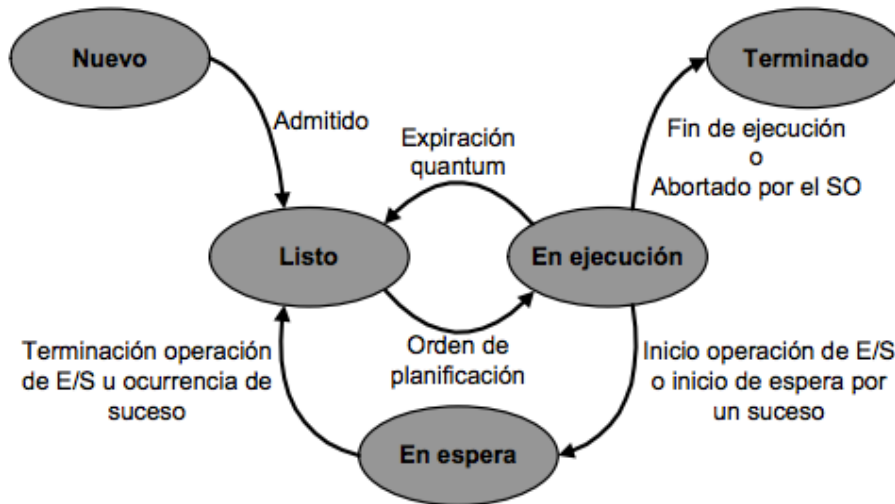 Nuevo
Terminado
Admitido
Expiración
quantum
Fin de ejecución
o
Abortado por el SO
Listo
En ejecución
Terminación operación
de E/S u ocurrencia de
suceso
Orden de
planificación
Inicio operación de E/S
o inicio de espera por
un suceso
En espera